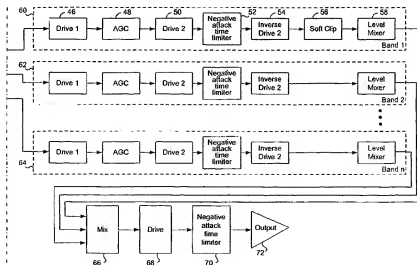 60 46 48 50 52 54 56 58
Drive 1
AGC
Drive 2
Negative
attack
time
limiter
Inverse
Drive 2
Soft Clip
Level
Mixer
Band 1
62
Drive 1
AGC
Drive 2
Negative
attack
time
limiter
Inverse
Drive 2
Level
Mixer
Band 2
64
Drive 1
AGC
Drive 2
Negative
attack
time
limiter
Inverse
Drive 2
Level
Mixer
Band n
Mix
Drive
Negative
attack time
limiter
Output
66 68 70 72